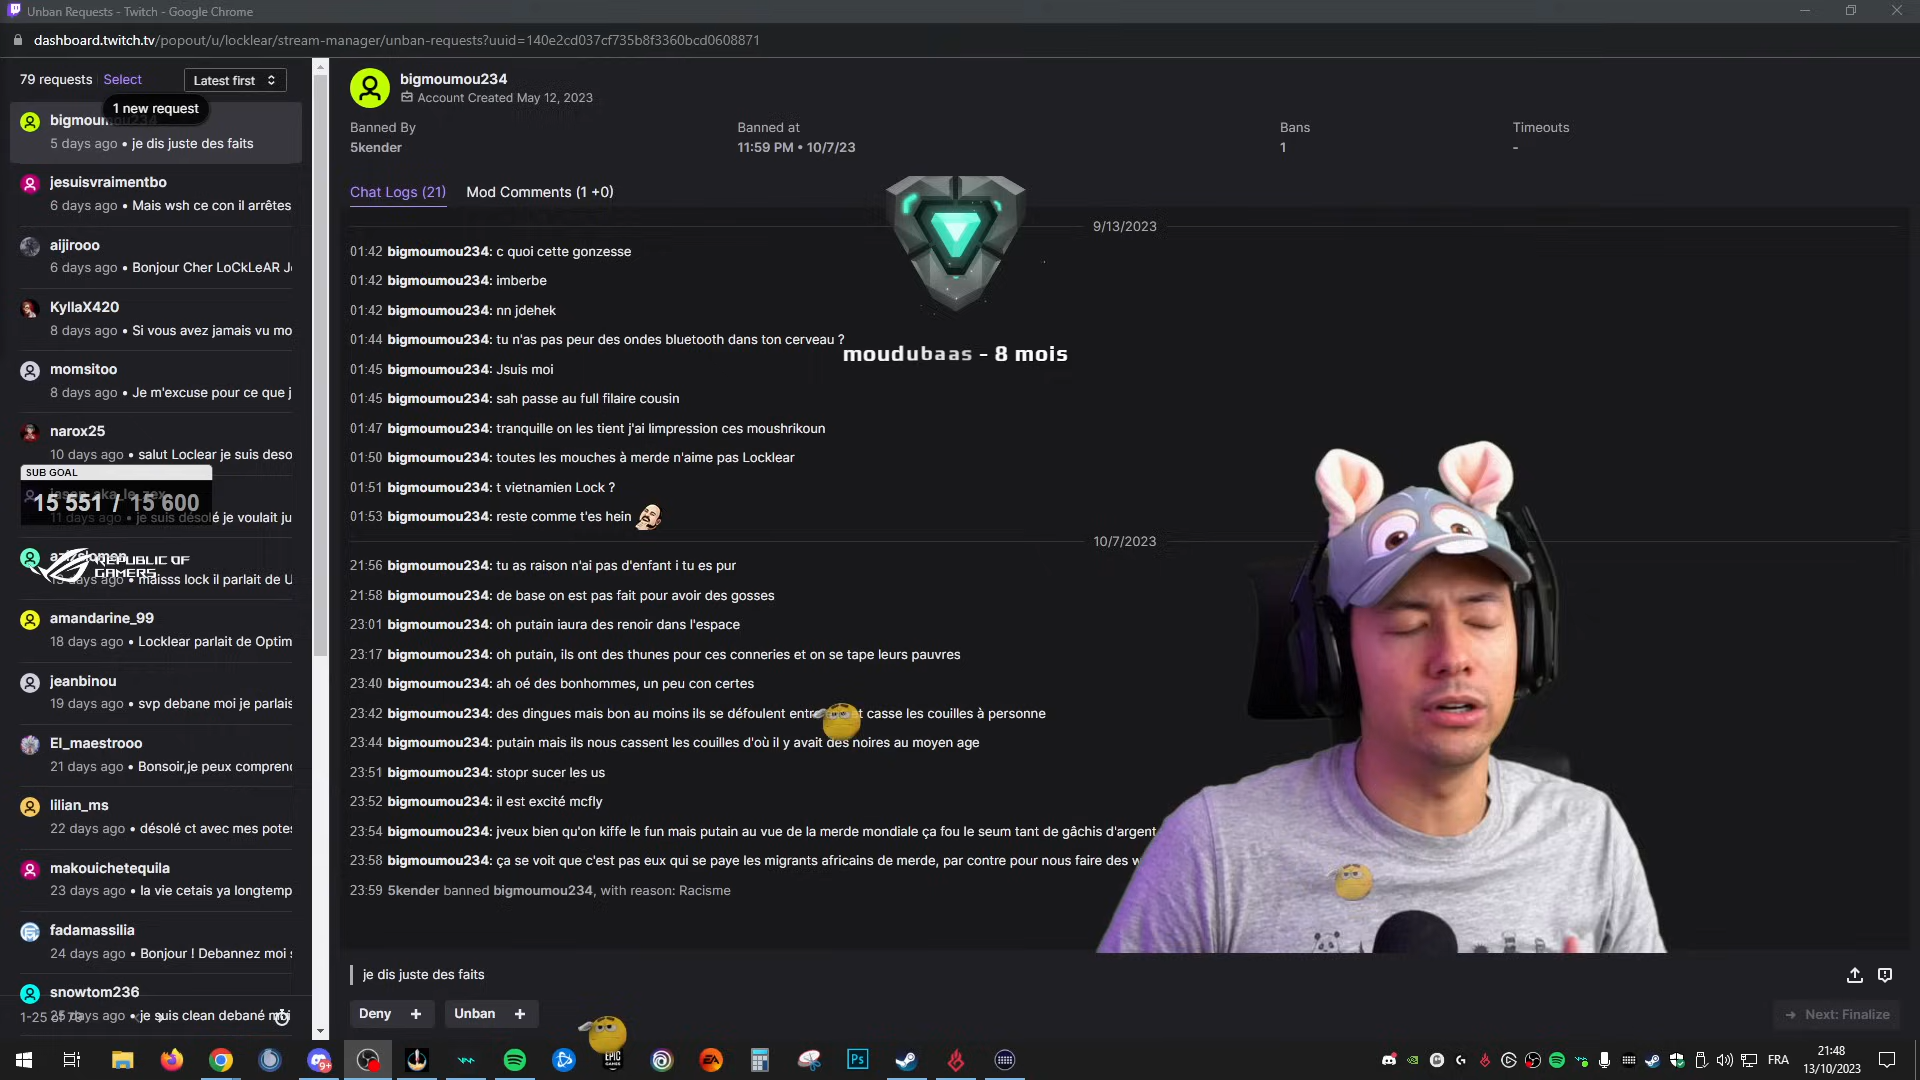 Unban Requests - Twitch - Google Chrome
dashboard.twitch.tv/popout/u/locklear/stream-manager/unban-requests?uuid=140e2cd037cf735b8f3360bcd0608871
79 requests Select Latest first
1 new request
5 days ago • je dis juste des faits
jesuisvraimentbo
6 days ago • Mais wsh ce con il arrêtes
aijirooo
6 days ago • Bonjour Cher LoCkLeAR J
KyllaX420
8 days ago • Si vous avez jamais vu mo
momsitoo
8 days ago • Je m'excuse pour ce que j
narox25
10 days ago • salut Loclear je suis deso
SUB GOAL
15 551 / 15 600
11 days ago • je suis désolé je voulait ju
REPUBLIC OF
GAMERS
days ago • maisss lock il parlait de U
amandarine_99
18 days ago • Locklear parlait de Optim
jeanbinou
19 days ago • svp debane moi je parlais
El_maestrooo
21 days ago • Bonsoir,je peux comprenc
lilian_ms
22 days ago • désolé ct avec mes potes
makouichetequila
23 days ago • la vie cetais ya longtemp
fadamassilia
24 days ago • Bonjour ! Debannez moi s
snowtom236
25 days ago • je suis clean debané moi
1-25 of 79
bigmoumou234
Account Created May 12, 2023
Banned By
5kender
Banned at
11:59 PM • 10/7/23
Bans
1
Timeouts
-
Chat Logs (21) Mod Comments (1 +0)
9/13/2023
01:42 bigmoumou234: c quoi cette gonzesse
01:42 bigmoumou234: imberbe
01:42 bigmoumou234: nn jdehek
01:44 bigmoumou234: tu n'as pas peur des ondes bluetooth dans ton cerveau ?
moudubaas - 8 mois
01:45 bigmoumou234: Jsuis moi
01:45 bigmoumou234: sah passe au full filaire cousin
01:47 bigmoumou234: tranquille on les tient j'ai limpression ces moushrikoun
01:50 bigmoumou234: toutes les mouches à merde n'aime pas Locklear
01:51 bigmoumou234: t vietnamien Lock ?
01:53 bigmoumou234: reste comme t'es hein
10/7/2023
21:56 bigmoumou234: tu as raison n'ai pas d'enfant i tu es pur
21:58 bigmoumou234: de base on est pas fait pour avoir des gosses
23:01 bigmoumou234: oh putain iaura des renoir dans l'espace
23:17 bigmoumou234: oh putain, ils ont des thunes pour ces conneries et on se tape leurs pauvres
23:40 bigmoumou234: ah oé des bonhommes, un peu con certes
23:42 bigmoumou234: des dingues mais bon au moins ils se défoulent casse les couilles à personne
23:44 bigmoumou234: putain mais ils nous cassent les couilles d'où il y avait des noires au moyen age
23:51 bigmoumou234: stopr sucer les us
23:52 bigmoumou234: il est excité mcfly
23:54 bigmoumou234: jveux bien qu'on kiffe le fun mais putain au vue de la merde mondiale ça fou le seum tant de gâchis d'argent
23:58 bigmoumou234: ça se voit que c'est pas eux qui se paye les migrants africains de merde, par contre pour nous faire des
23:59 5kender banned bigmoumou234, with reason: Racisme
je dis juste des faits
Deny + Unban +
Next: Finalize
9+
EPIC
GAMES
EA
Ps
FRA
21:48
13/10/2023